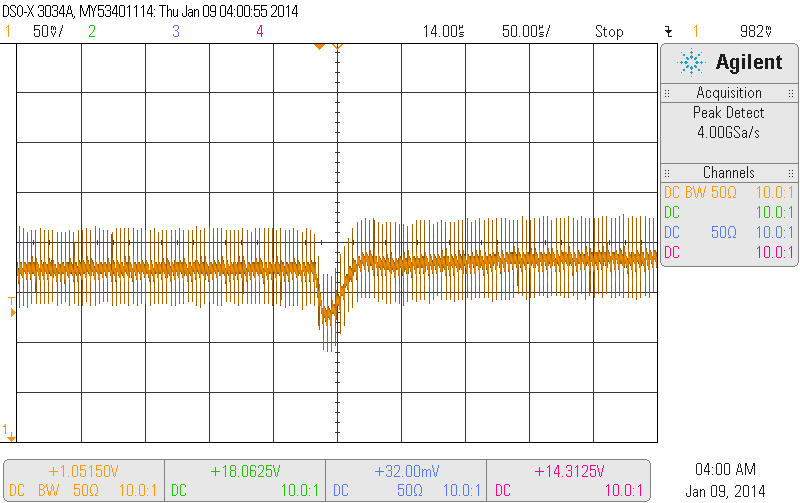 DSO-X 3034A, MY53401114: Thu Jan 09 04:00:55 2014
1 50mV/ 2 3 4 14.00s 50.00s/ Stop 1 982mV
Agilent
Acquisition
Peak Detect
4.00GSa/s
Channels
DC BW 50Ω 10.0:1
DC 10.0:1
DC 50Ω 10.0:1
DC 10.0:1
T
1
+1.05150V +18.0625V +32.00mV +14.3125V
DC BW 50Ω 10.0:1 DC 10.0:1 DC 50Ω 10.0:1 DC 10.0:1
04:00 AM
Jan 09, 2014